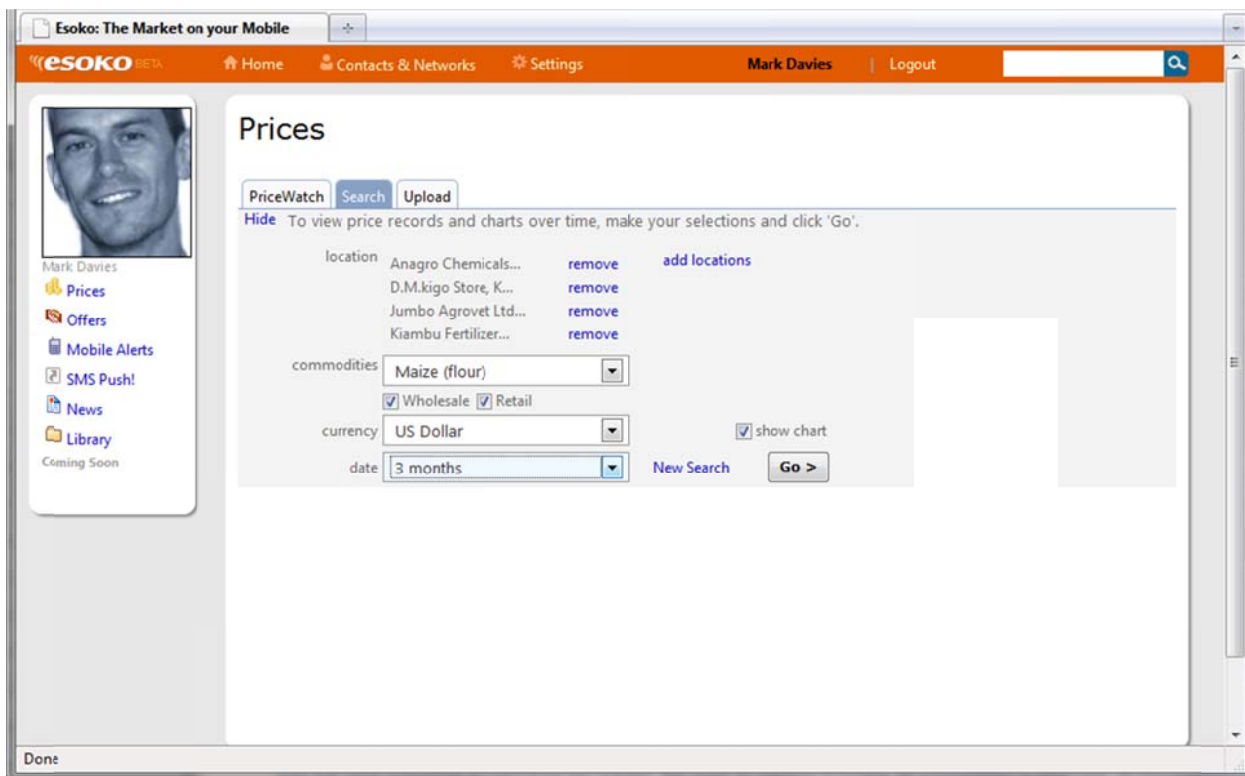 Esoko: The Market on your Mobile
esoko BETA Home Contacts & Networks Settings Mark Davies | Logout
Mark Davies
Prices
Offers
Mobile Alerts
SMS Push!
News
Library
Coming Soon
Prices
PriceWatch Search Upload
Hide To view price records and charts over time, make your selections and click 'Go'.
location Anagro Chemicals... remove add locations
D.M.kigo Store, K... remove
Jumbo Agrovet Ltd... remove
Kiambu Fertilizer... remove
commodities Maize (flour)
Wholesale Retail
currency US Dollar show chart
date 3 months New Search Go >
Done